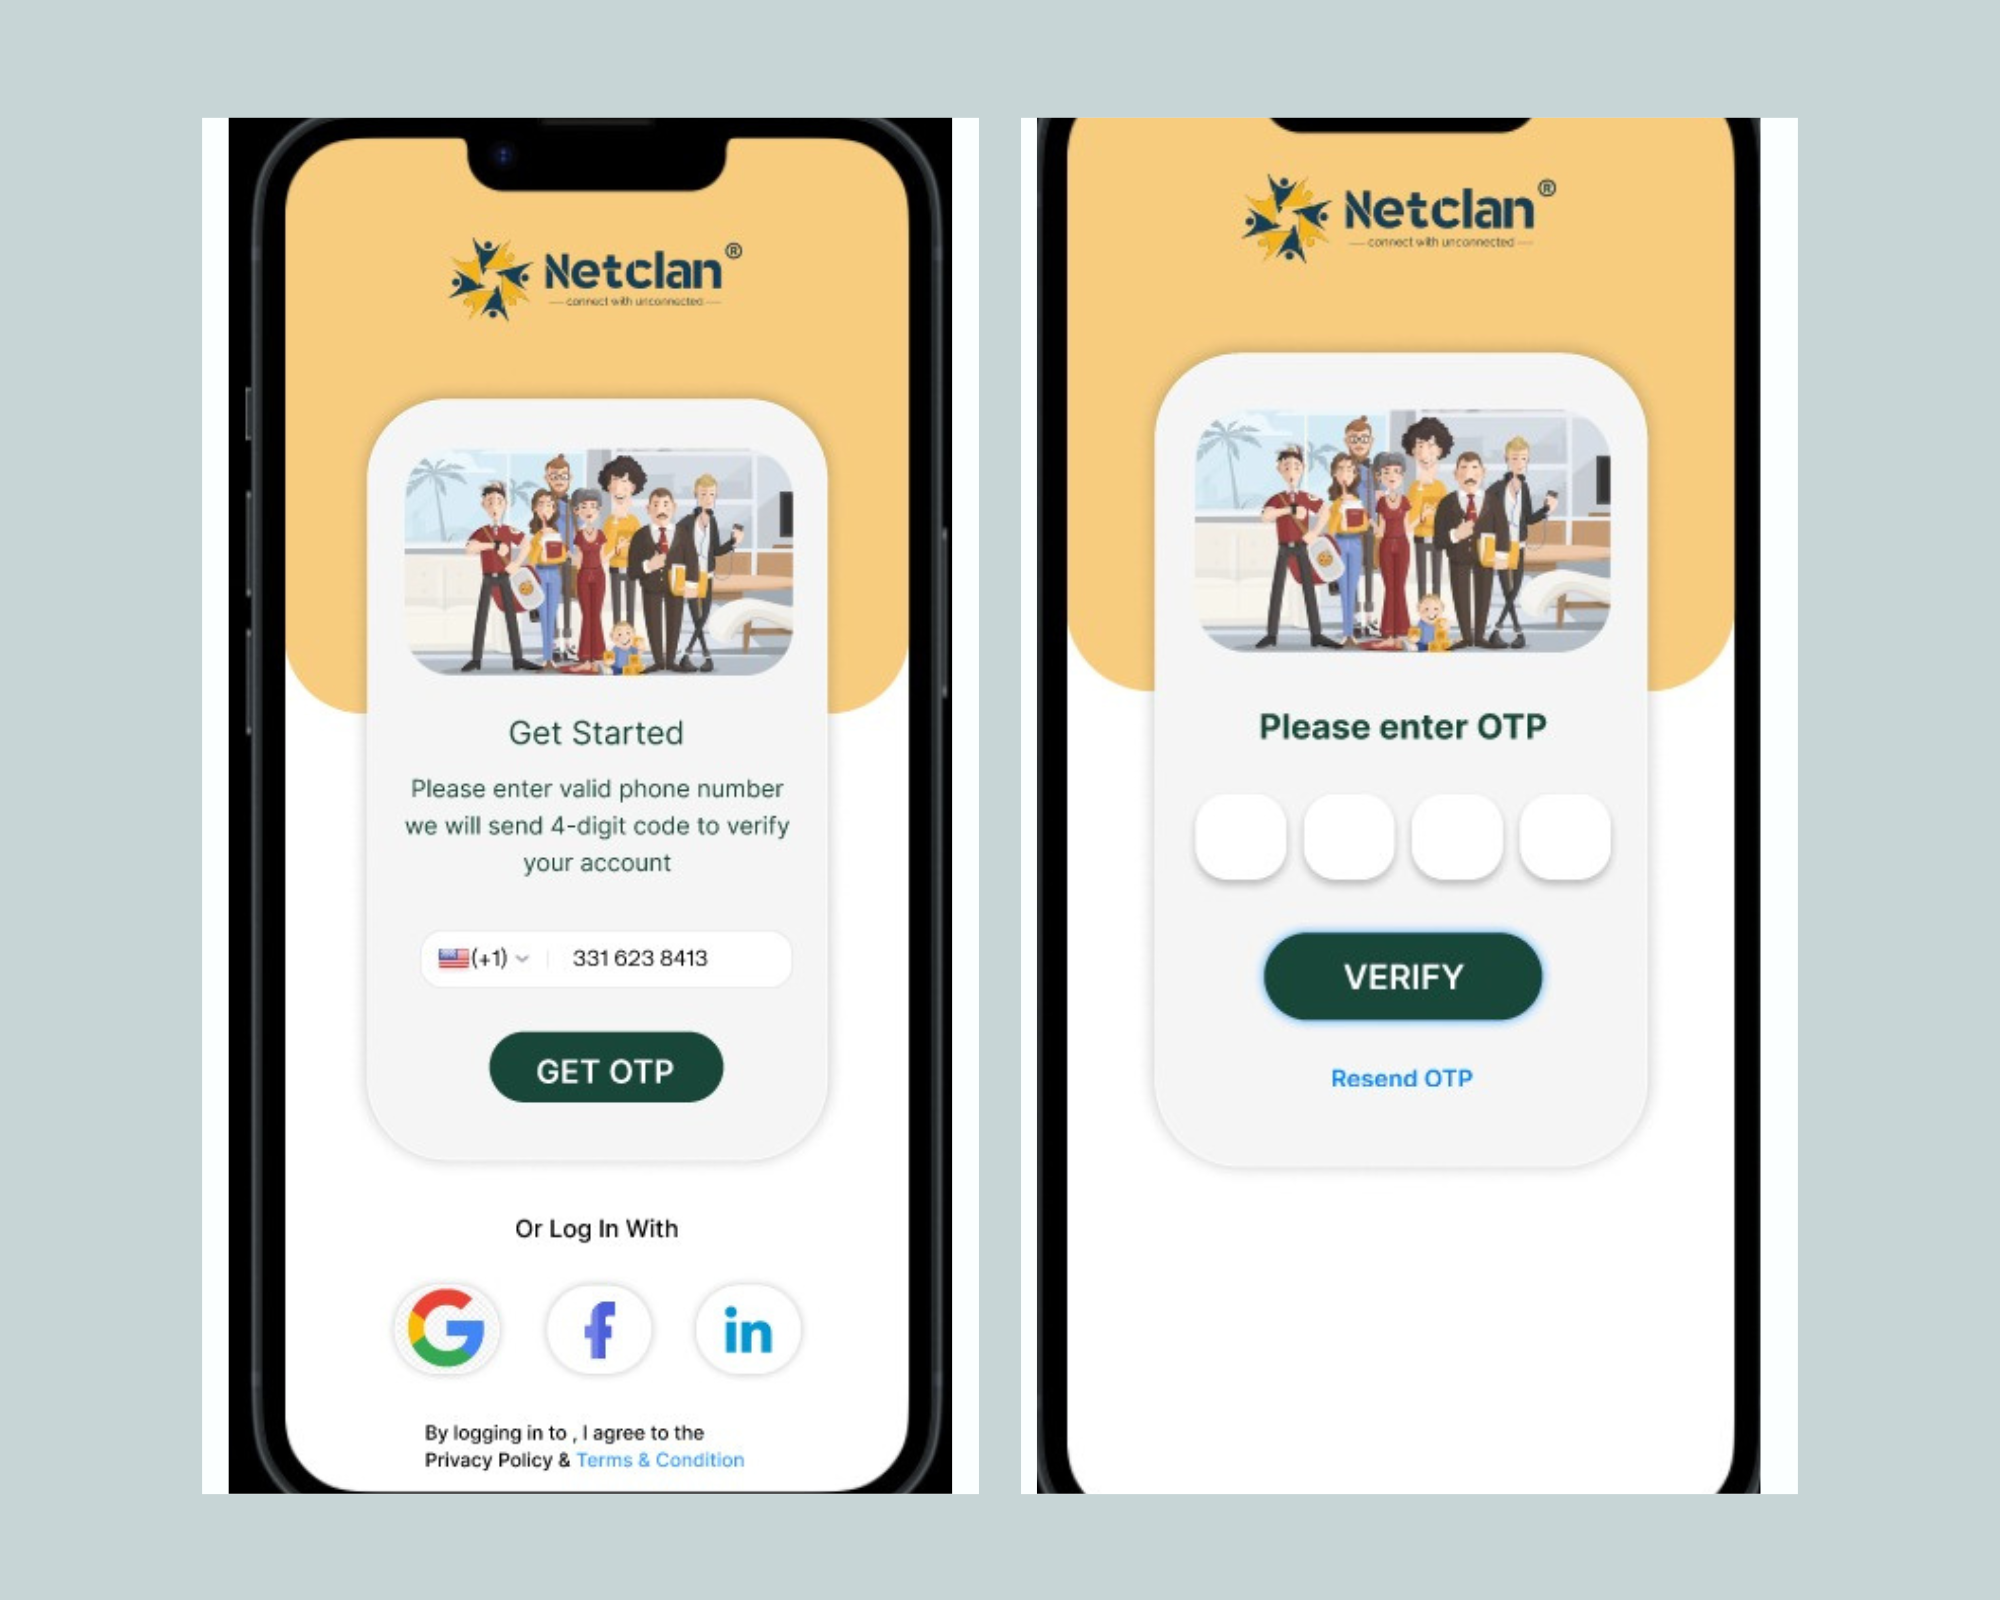 Netclan®
connect with unconnected
Get Started
Please enter valid phone number
we will send 4-digit code to verify
your account
(+1) 331 623 8413
GET OTP
Or Log In With
G f in
By logging in to , I agree to the
Privacy Policy & Terms & Condition
Netclan®
connect with unconnected
Please enter OTP
VERIFY
Resend OTP